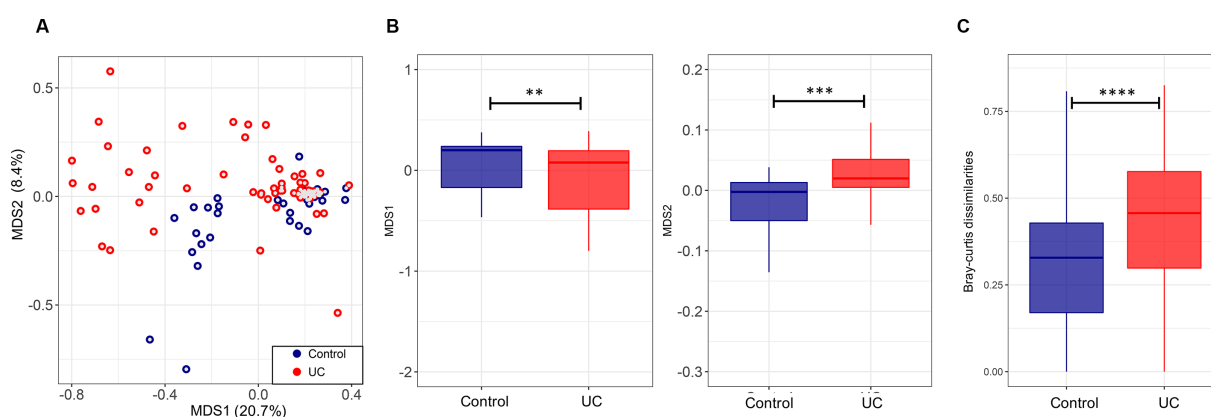 A
MDS2 (8.4%)
0.5
0.0
-0.5
-0.8
-0.4
0.0
0.4
MDS1 (20.7%)
Control
UC
B
MDS1
1
0
-1
-2
**
Control
UC
MDS2
0.2
0.1
0.0
-0.1
-0.2
-0.3
***
Control
UC
C
Bray-curtis dissimilarities
0.75
0.50
0.25
0.00
****
Control
UC